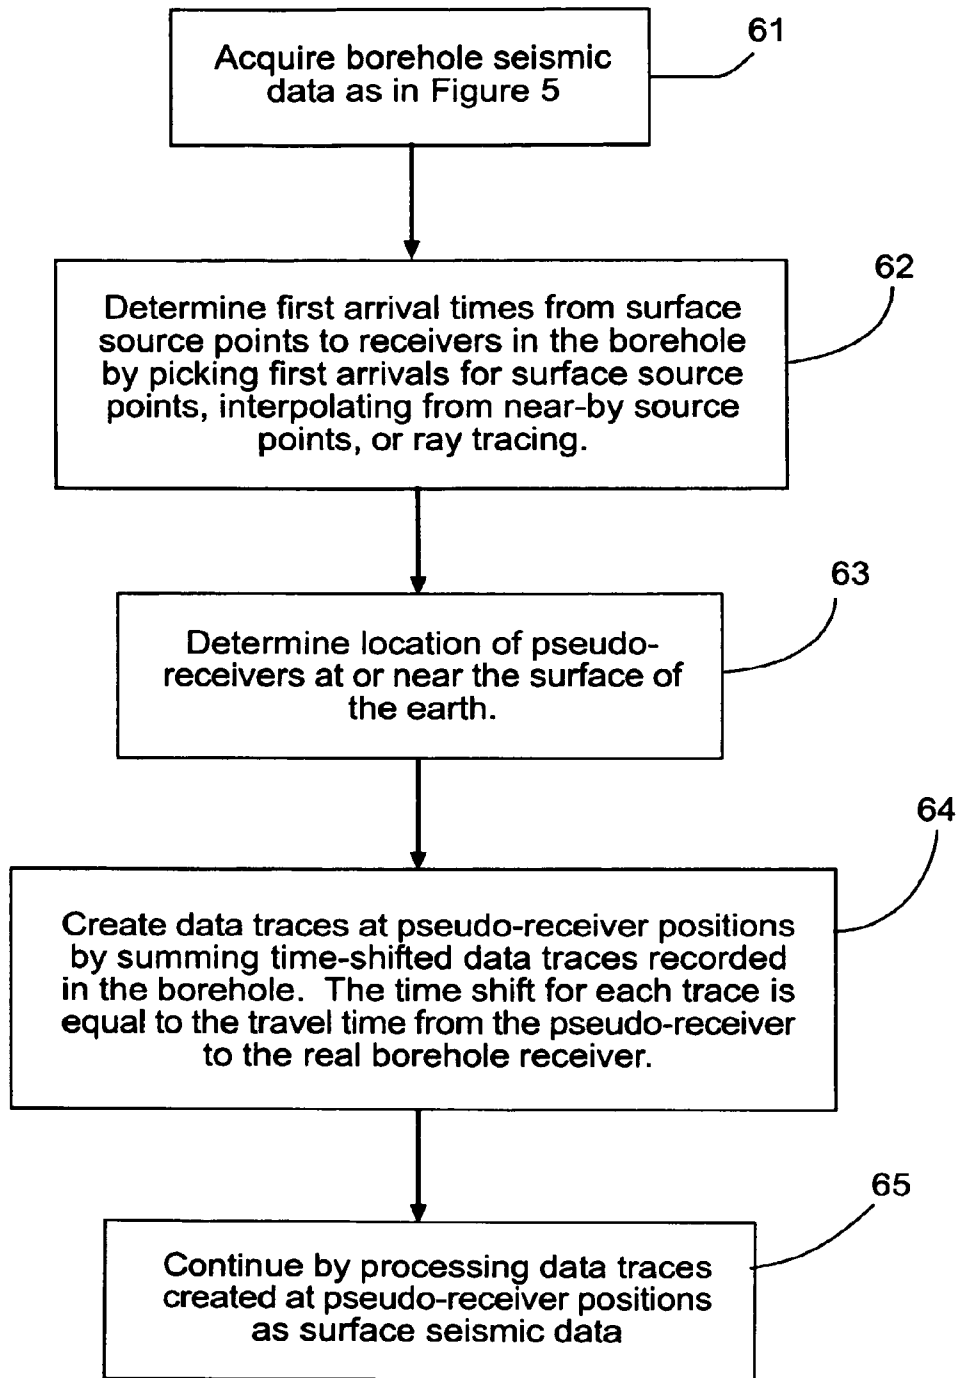 61
Acquire borehole seismic
data as in Figure 5
62
Determine first arrival times from surface
source points to receivers in the borehole
by picking first arrivals for surface source
points, interpolating from near-by source
points, or ray tracing.
63
Determine location of pseudo-
receivers at or near the surface of
the earth.
64
Create data traces at pseudo-receiver positions
by summing time-shifted data traces recorded
in the borehole.  The time shift for each trace is
equal to the travel time from the pseudo-receiver
to the real borehole receiver.
65
Continue by processing data traces
created at pseudo-receiver positions
as surface seismic data